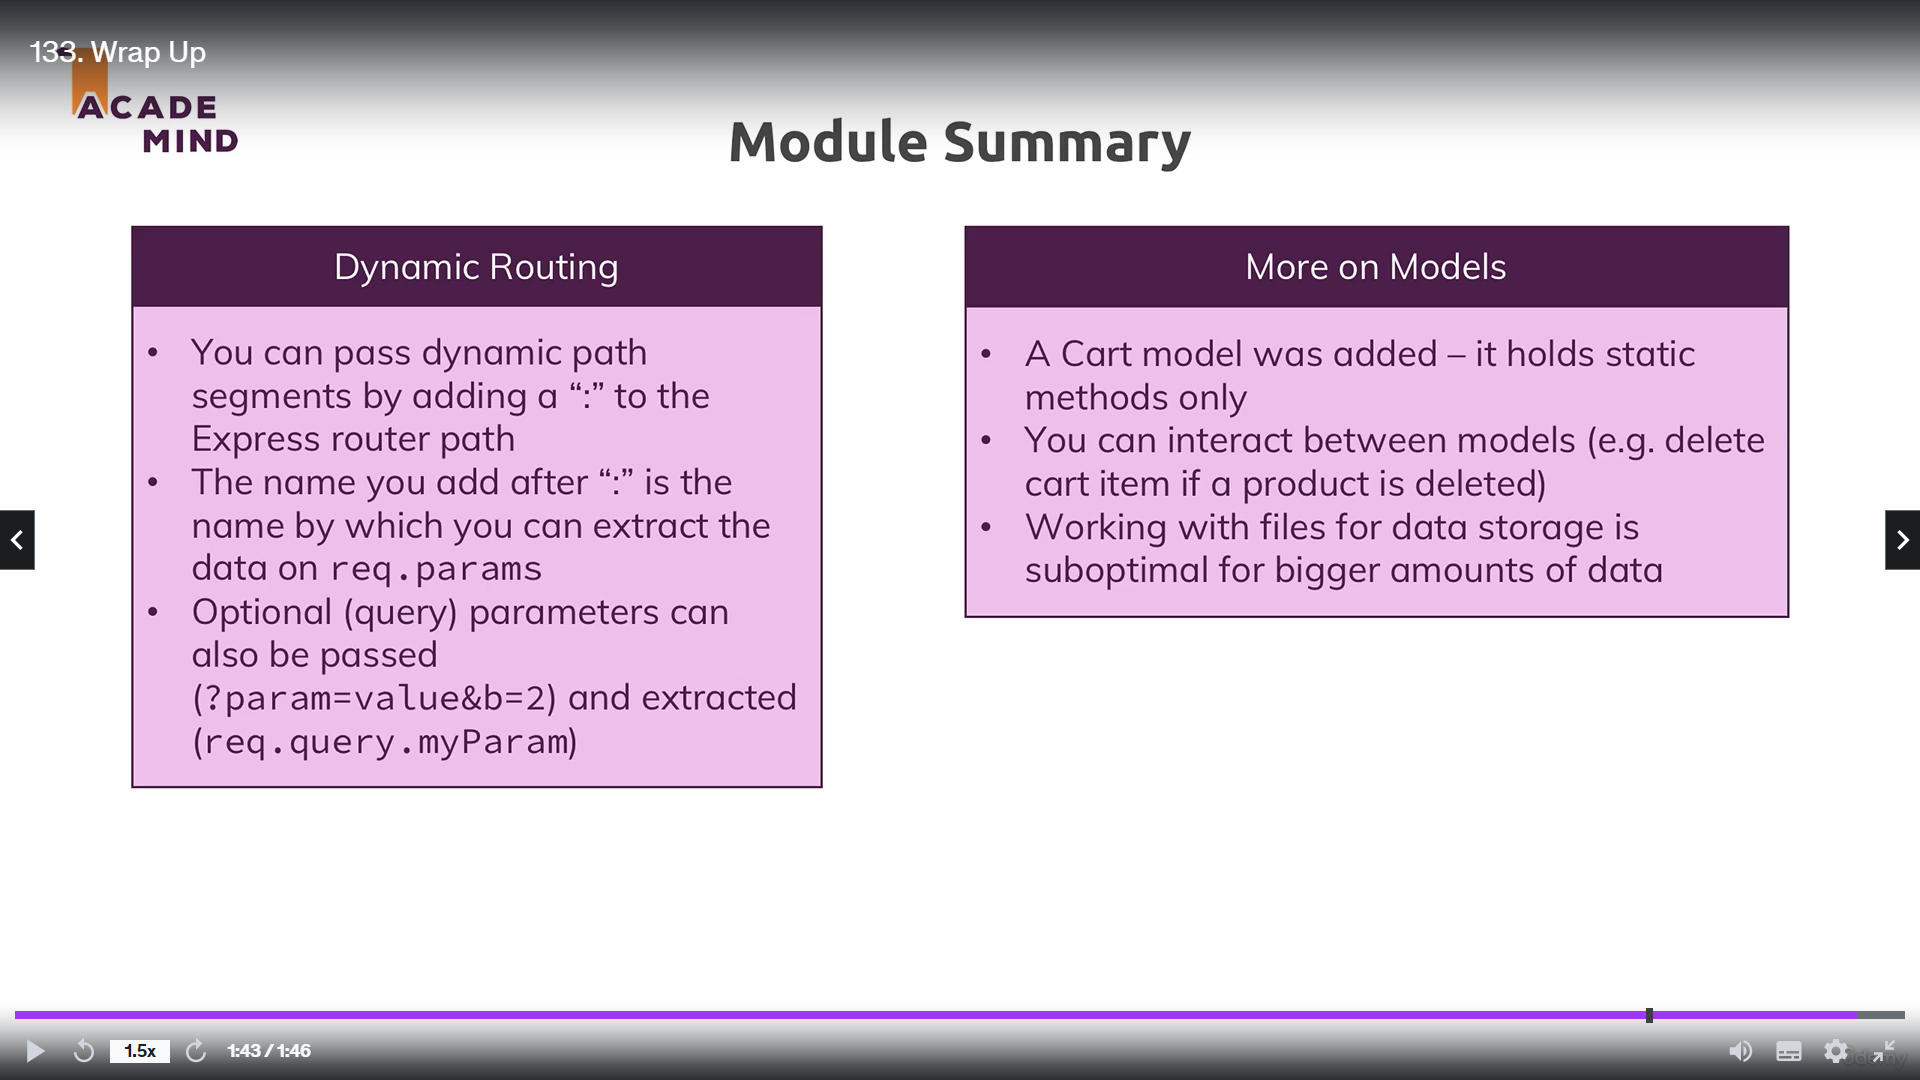 133. Wrap Up
ACADE
MIND
Module Summary
Dynamic Routing
• You can pass dynamic path
segments by adding a “:” to the
Express router path
• The name you add after “:” is the
name by which you can extract the
data on req.params
• Optional (query) parameters can
also be passed
(?param=value&b=2) and extracted
(req.query.myParam)
More on Models
• A Cart model was added – it holds static
methods only
• You can interact between models (e.g. delete
cart item if a product is deleted)
• Working with files for data storage is
suboptimal for bigger amounts of data
1.5x
1:43 / 1:46